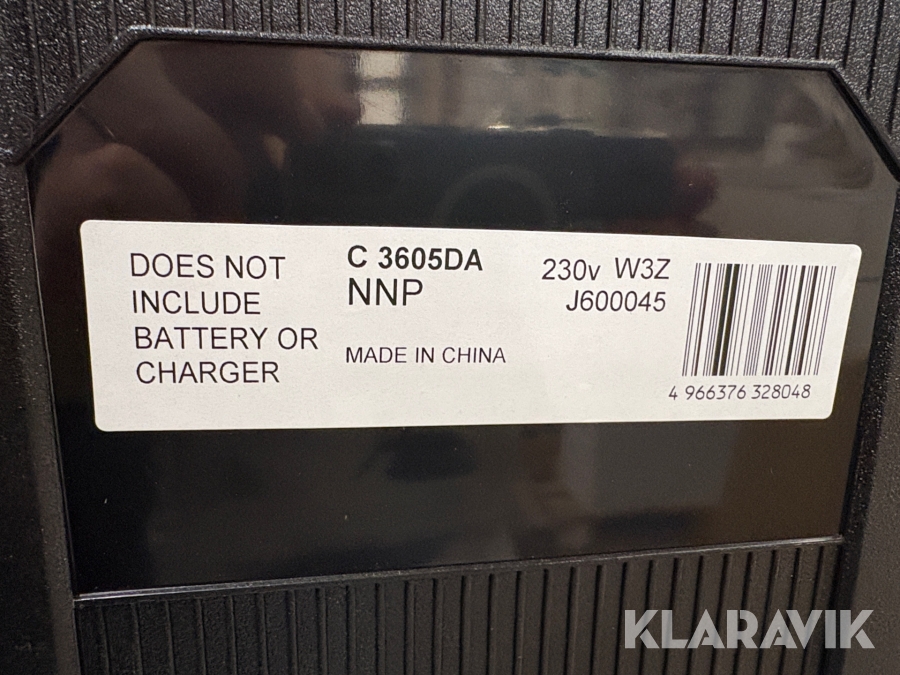 DOES NOT
INCLUDE
BATTERY OR
CHARGER
C 3605DA
NNP
MADE IN CHINA
230v W3Z
J600045
4 966376 328048
KLARAVIK